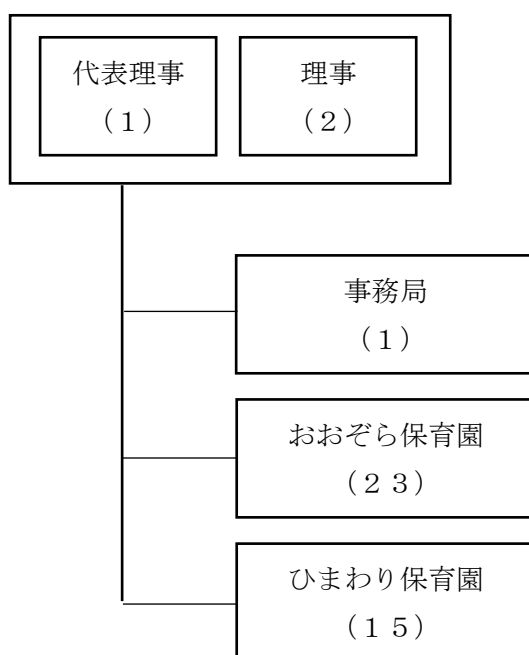 代表理事
（１）
理事
（２）
事務局
（１）
おおぞら保育園
（２３）
ひまわり保育園
（１５）